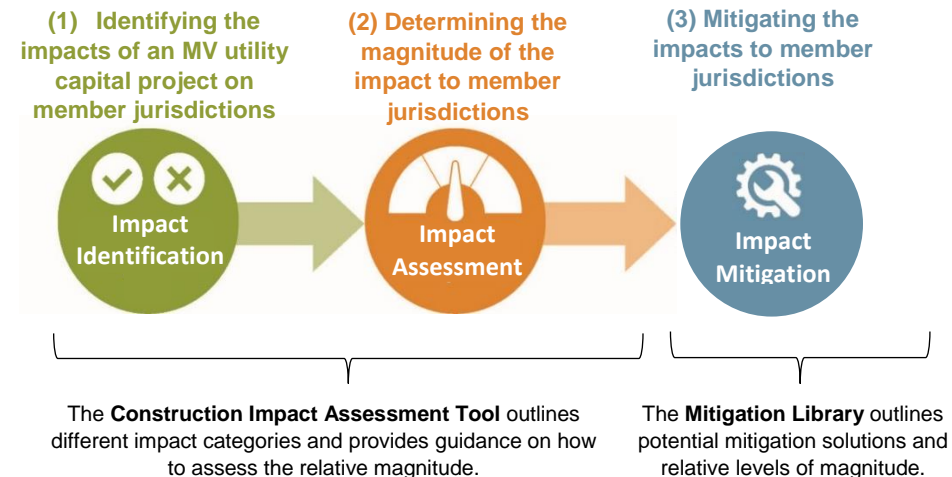 (1) Identifying the
impacts of an MV utility
capital project on
member jurisdictions
(2) Determining the
magnitude of the
impact to member
jurisdictions
(3) Mitigating the
impacts to member
jurisdictions
Impact
Identification
Impact
Assessment
Impact
Mitigation
The Construction Impact Assessment Tool outlines
different impact categories and provides guidance on how
to assess the relative magnitude.
The Mitigation Library outlines
potential mitigation solutions and
relative levels of magnitude.